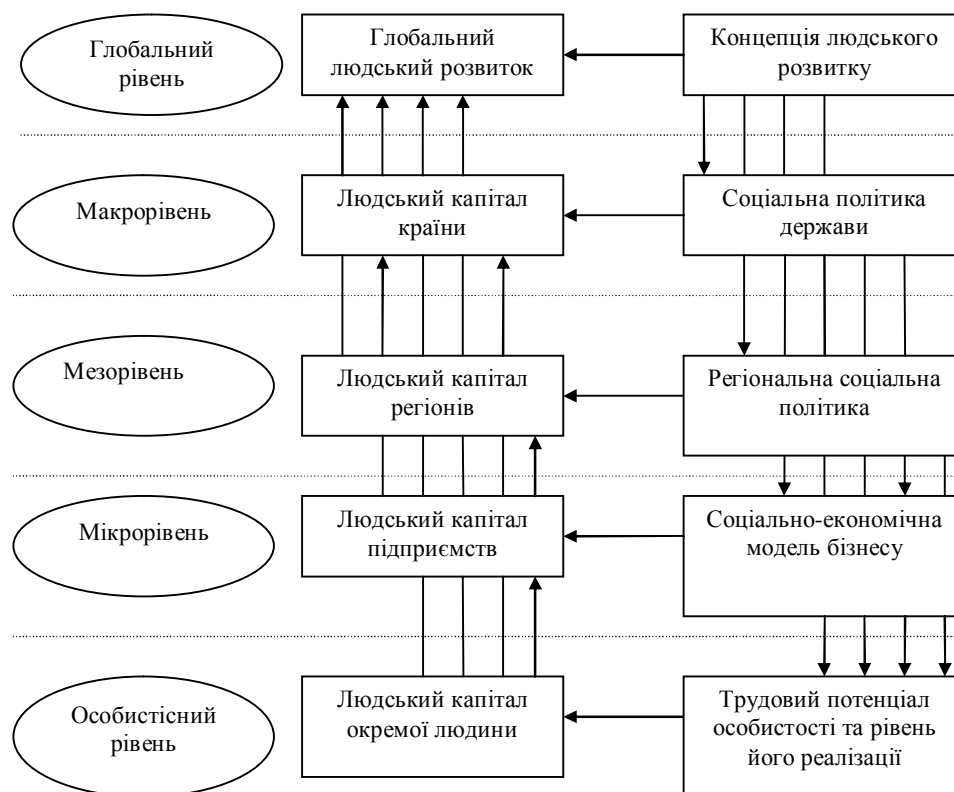 Глобальний
рівень
Глобальний
людський розвиток
Концепція людського
розвитку
Макрорівень
Людський капітал
країни
Соціальна політика
держави
Мезорівень
Людський капітал
регіонів
Регіональна соціальна
політика
Мікрорівень
Людський капітал
підприємств
Соціально-економічна
модель бізнесу
Особистісний
рівень
Людський капітал
окремої людини
Трудовий потенціал
особистості та рівень
його реалізації